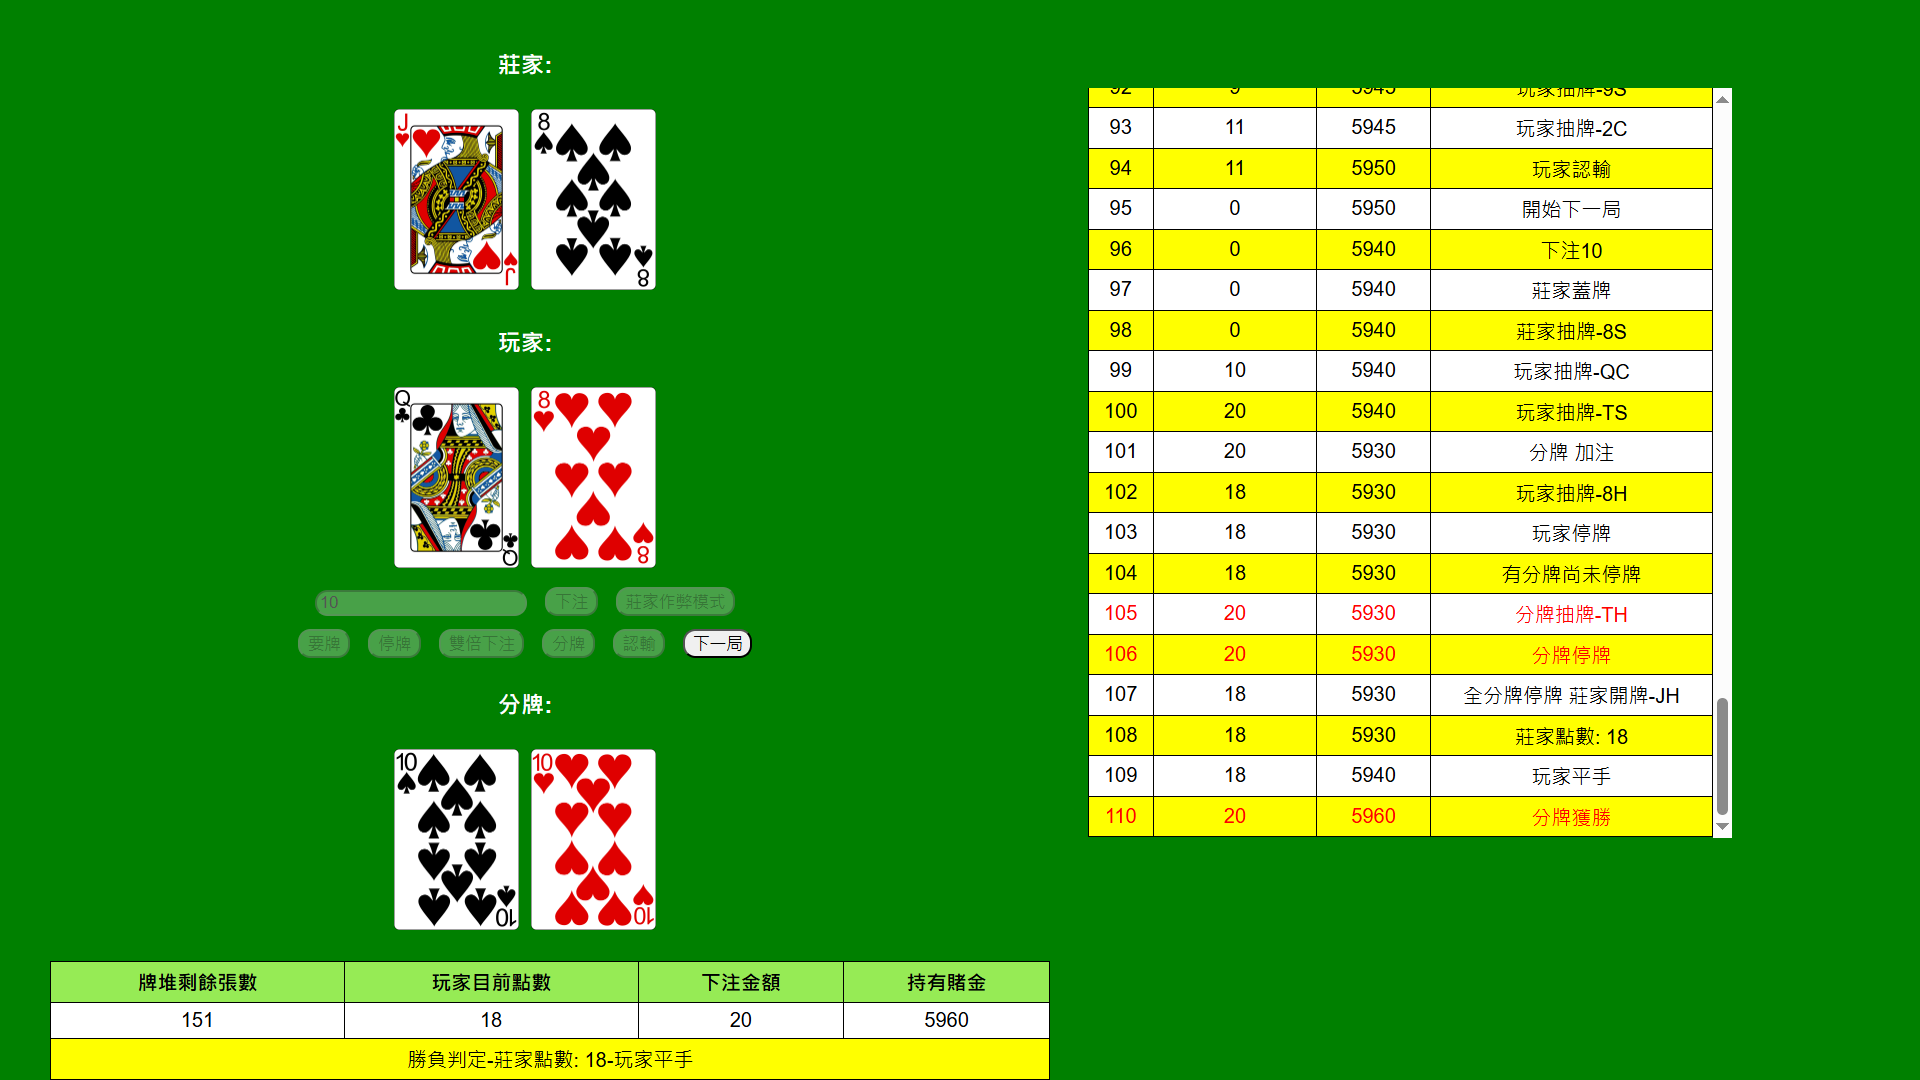 莊家:
J
J
8
8
玩家:
Q
Q
8
8
10 下注 莊家作弊模式
要牌 停牌 雙倍下注 分牌 認輸 下一局
分牌:
10
10
10
10
牌堆剩餘張數 玩家目前點數 下注金額 持有賭金
151 18 20 5960
勝負判定-莊家點數: 18-玩家平手
92 9 5945 玩家抽牌-9S
93 11 5945 玩家抽牌-2C
94 11 5950 玩家認輸
95 0 5950 開始下一局
96 0 5940 下注10
97 0 5940 莊家蓋牌
98 0 5940 莊家抽牌-8S
99 10 5940 玩家抽牌-QC
100 20 5940 玩家抽牌-TS
101 20 5930 分牌 加注
102 18 5930 玩家抽牌-8H
103 18 5930 玩家停牌
104 18 5930 有分牌尚未停牌
105 20 5930 分牌抽牌-TH
106 20 5930 分牌停牌
107 18 5930 全分牌停牌 莊家開牌-JH
108 18 5930 莊家點數: 18
109 18 5940 玩家平手
110 20 5960 分牌獲勝